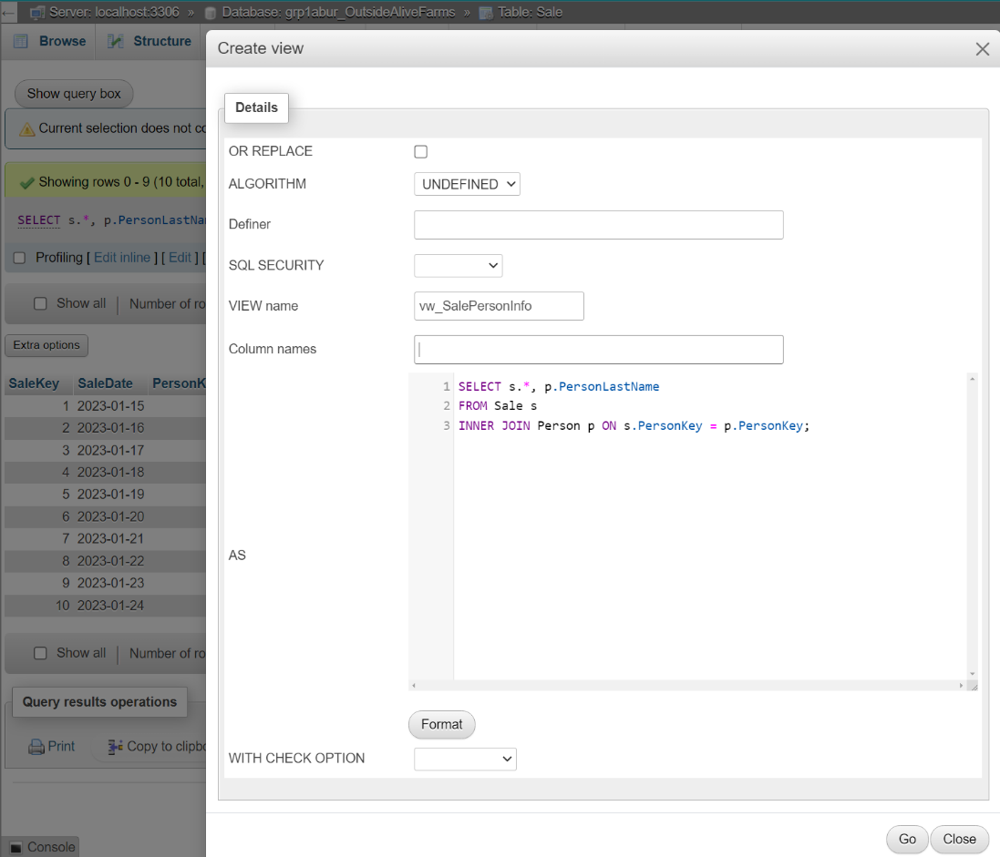 Server: localhost:3306 » Database: grp1abur_OutsideAliveFarms » Table: Sale
Browse Structure
Create view
Show query box
Details
Current selection does not
OR REPLACE
Showing rows 0 - 9 (10 total,
ALGORITHM UNDEFINED
SELECT s.*, p.
Definer
Profiling [ Edit inline ] [ Edit ] [
SQL SECURITY
Show all Number of
VIEW name vw_SalePersonInfo
Extra options
Column names
SaleKey SaleDate
1 2023-01-15
2 2023-01-16
3 2023-01-17
4 2023-01-18
5 2023-01-19
6 2023-01-20
7 2023-01-21
8 2023-01-22
9 2023-01-23
10 2023-01-24
1 SELECT s.*, p.PersonLastName
2 FROM Sale s
3 INNER JOIN Person p ON s.PersonKey = p.PersonKey;
AS
Show all Number of
Query results operations
Print Copy to
Format
WITH CHECK OPTION
Go Close
Console